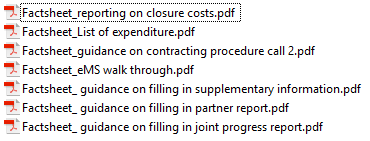 Factsheet_reporting on closure costs.pdf
Factsheet_List of expenditure.pdf
Factsheet_guidance on contracting procedure call 2.pdf
Factsheet_eMS walk through.pdf
Factsheet_ guidance on filling in supplementary information.pdf
Factsheet_ guidance on filling in partner report.pdf
Factsheet_ guidance on filling in joint progress report.pdf